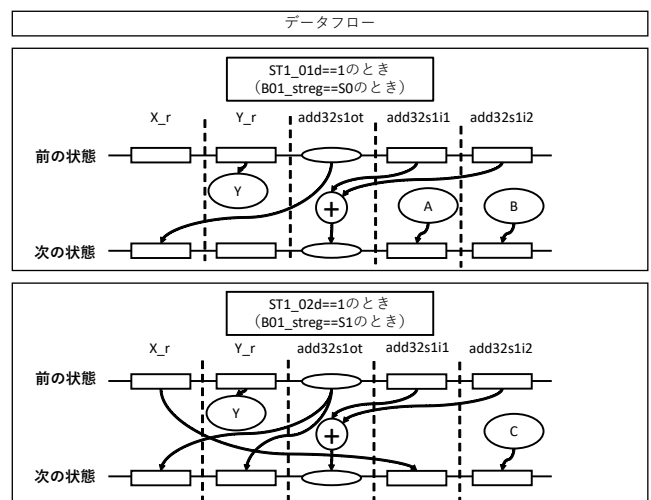 データフロー
ST1_01d==1のとき
（B01_streg==S0のとき）
X_r Y_r add32s1ot add32s1i1 add32s1i2
前の状態
Y
+
A
B
次の状態
ST1_02d==1のとき
（B01_streg==S1のとき）
X_r Y_r add32s1ot add32s1i1 add32s1i2
前の状態
Y
+
C
次の状態